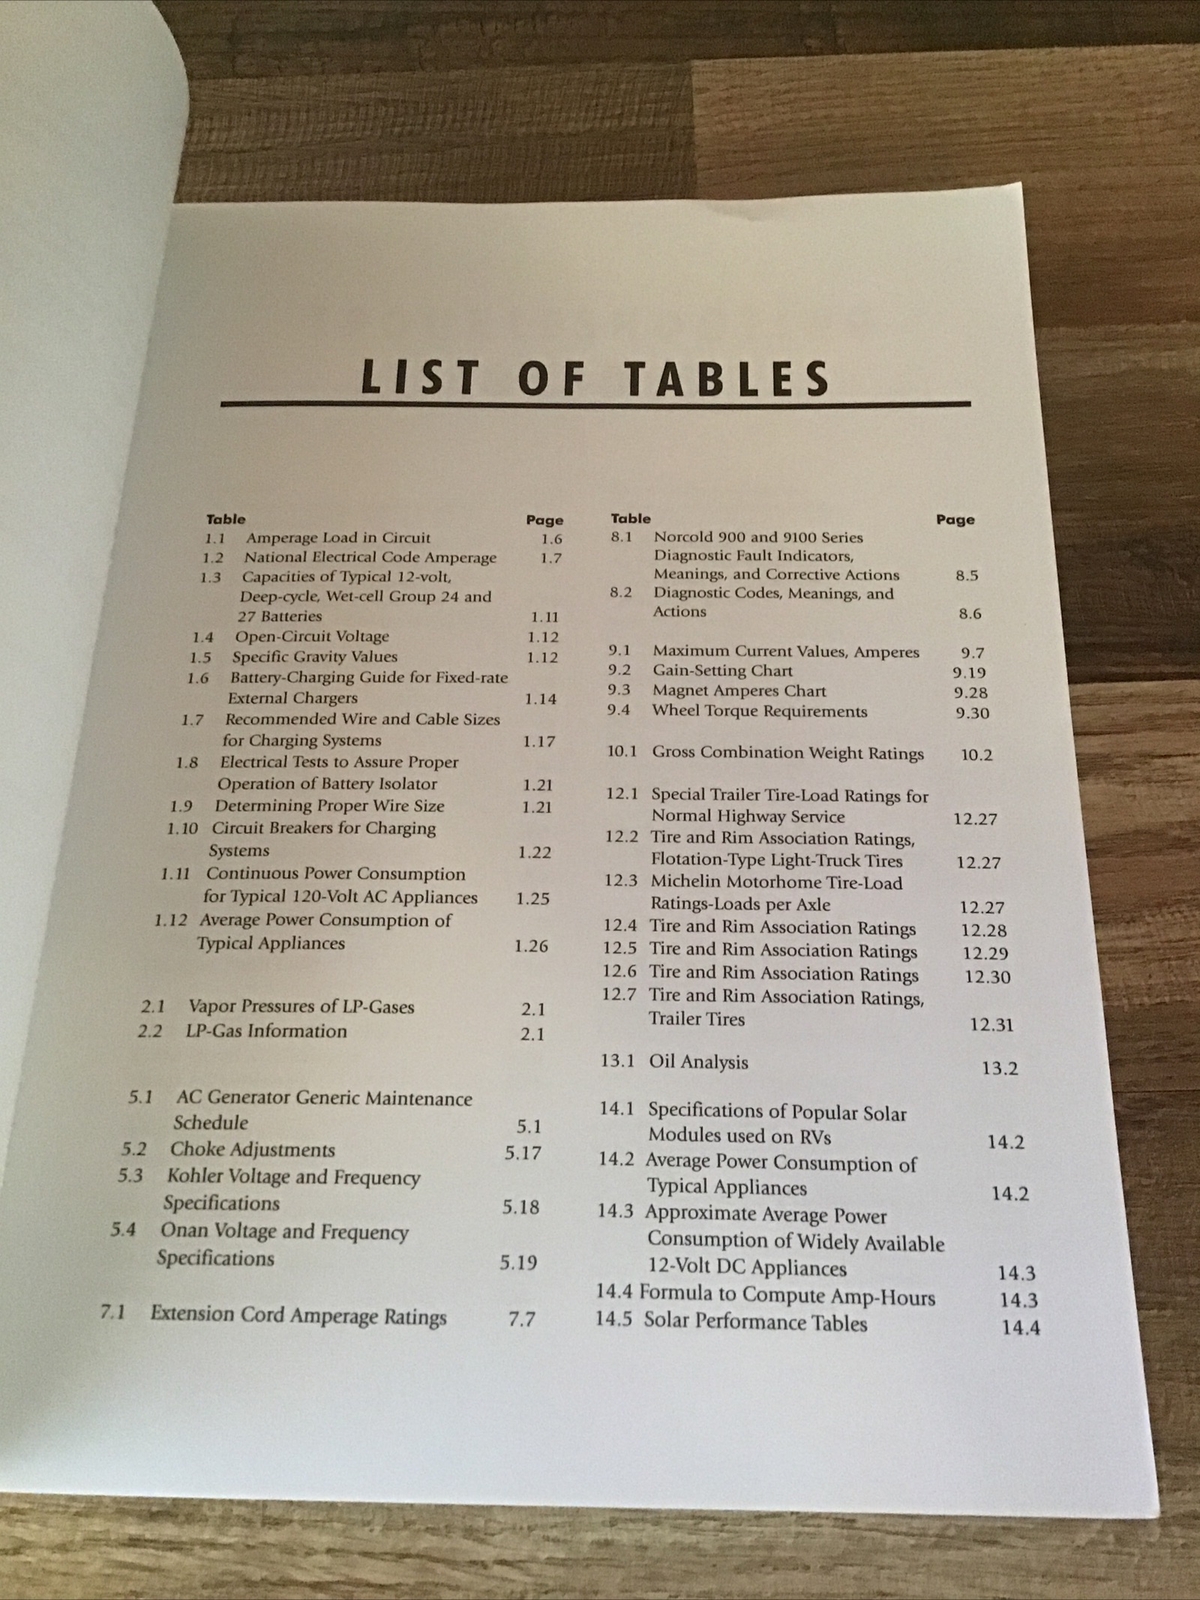 LIST OF TABLES
Table Page
1.1 Amperage Load in Circuit 1.6
1.2 National Electrical Code Amperage 1.7
1.3 Capacities of Typical 12-volt,
Deep-cycle, Wet-cell Group 24 and
27 Batteries 1.11
1.4 Open-Circuit Voltage 1.12
1.5 Specific Gravity Values 1.12
1.6 Battery-Charging Guide for Fixed-rate
External Chargers 1.14
1.7 Recommended Wire and Cable Sizes
for Charging Systems 1.17
1.8 Electrical Tests to Assure Proper
Operation of Battery Isolator 1.21
1.9 Determining Proper Wire Size 1.21
1.10 Circuit Breakers for Charging
Systems 1.22
1.11 Continuous Power Consumption
for Typical 120-Volt AC Appliances 1.25
1.12 Average Power Consumption of
Typical Appliances 1.26
2.1 Vapor Pressures of LP-Gases 2.1
2.2 LP-Gas Information 2.1
5.1 AC Generator Generic Maintenance
Schedule 5.1
5.2 Choke Adjustments 5.17
5.3 Kohler Voltage and Frequency
Specifications 5.18
5.4 Onan Voltage and Frequency
Specifications 5.19
7.1 Extension Cord Amperage Ratings 7.7
Table Page
8.1 Norcold 900 and 9100 Series
Diagnostic Fault Indicators,
Meanings, and Corrective Actions 8.5
8.2 Diagnostic Codes, Meanings, and
Actions 8.6
9.1 Maximum Current Values, Amperes 9.7
9.2 Gain-Setting Chart 9.19
9.3 Magnet Amperes Chart 9.28
9.4 Wheel Torque Requirements 9.30
10.1 Gross Combination Weight Ratings 10.2
12.1 Special Trailer Tire-Load Ratings for
Normal Highway Service 12.27
12.2 Tire and Rim Association Ratings,
Flotation-Type Light-Truck Tires 12.27
12.3 Michelin Motorhome Tire-Load
Ratings-Loads per Axle 12.27
12.4 Tire and Rim Association Ratings 12.28
12.5 Tire and Rim Association Ratings 12.29
12.6 Tire and Rim Association Ratings 12.30
12.7 Tire and Rim Association Ratings,
Trailer Tires 12.31
13.1 Oil Analysis 13.2
14.1 Specifications of Popular Solar
Modules used on RVs 14.2
14.2 Average Power Consumption of
Typical Appliances 14.2
14.3 Approximate Average Power
Consumption of Widely Available
12-Volt DC Appliances 14.3
14.4 Formula to Compute Amp-Hours 14.3
14.5 Solar Performance Tables 14.4